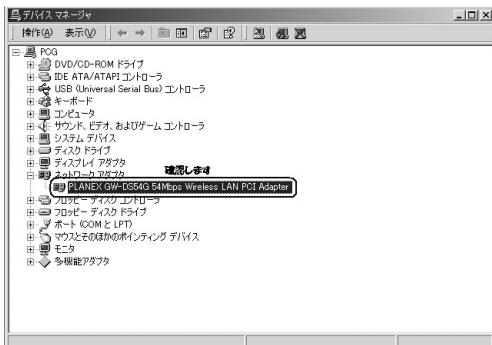 デバイス マネージャ
操作(A) 表示(V)
PCG
DVD/CD-ROM ドライブ
IDE ATA/ATAPI コントローラ
USB (Universal Serial Bus) コントローラ
キーボード
コンピュータ
サウンド、ビデオ、およびゲーム コントローラ
システム デバイス
ディスク ドライブ
ディスプレイ アダプタ
ネットワーク アダプタ
確認します
PLANEX GW-DS54G 54Mbps Wireless LAN PCI Adapter
フロッピー ディスク コントローラ
フロッピー ディスク ドライブ
ポート (COM と LPT)
マウスとそのほかのポインティング デバイス
モニタ
多機能アダプタ